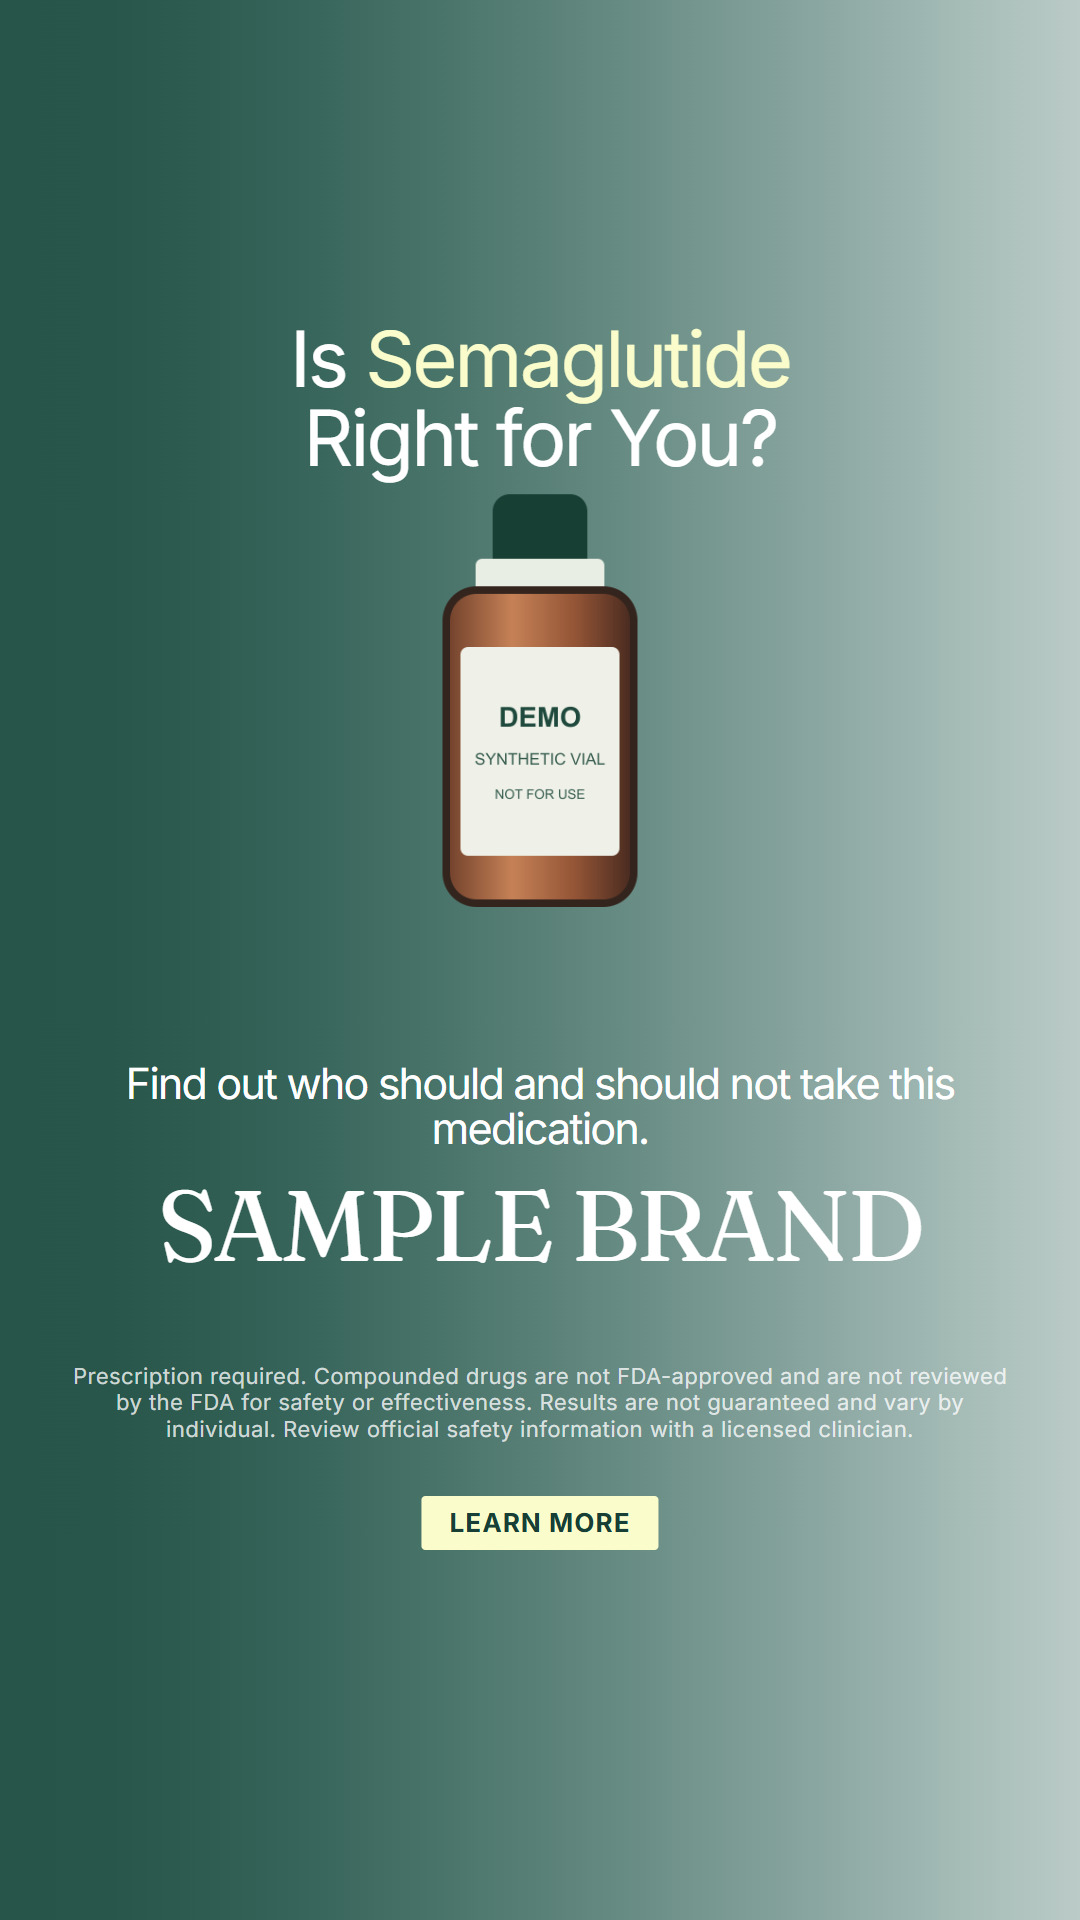 Is Semaglutide
Right for You?
DEMO
SYNTHETIC VIAL
NOT FOR USE
Find out who should and should not take this
medication.
SAMPLE BRAND
Prescription required. Compounded drugs are not FDA-approved and are not reviewed
by the FDA for safety or effectiveness. Results are not guaranteed and vary by
individual. Review official safety information with a licensed clinician.
LEARN MORE